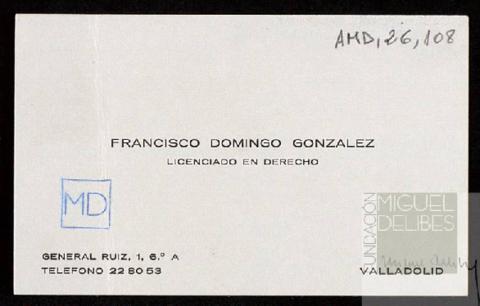 AMD, 26, 108
FRANCISCO DOMINGO GONZALEZ
LICENCIADO EN DERECHO
MD
GENERAL RUIZ, 1, 6.º A
TELEFONO 22 80 53
VALLADOLID
FUNDACIÓN
MIGUEL
DELIBES